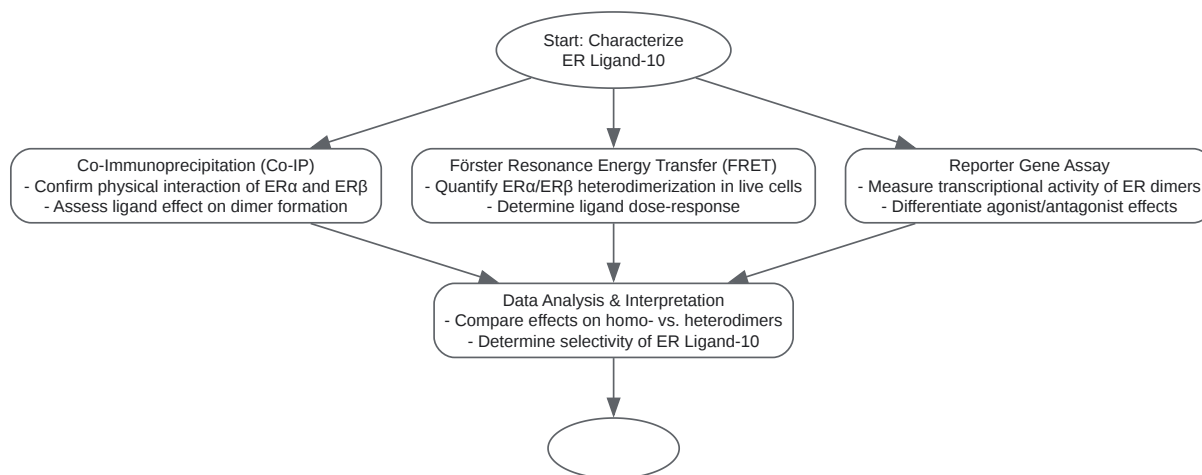 Start: Characterize
ER Ligand-10
Co-Immunoprecipitation (Co-IP)
- Confirm physical interaction of ERα and ERβ
- Assess ligand effect on dimer formation
Förster Resonance Energy Transfer (FRET)
- Quantify ERα/ERβ heterodimerization in live cells
- Determine ligand dose-response
Reporter Gene Assay
- Measure transcriptional activity of ER dimers
- Differentiate agonist/antagonist effects
Data Analysis & Interpretation
- Compare effects on homo- vs. heterodimers
- Determine selectivity of ER Ligand-10